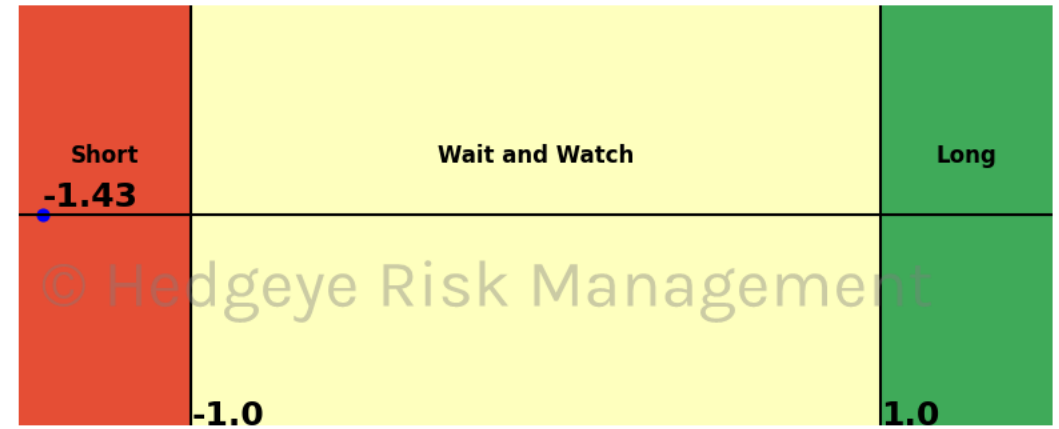 Short
Wait and Watch
Long
-1.43
© Hedgeye Risk Management
-1.0
1.0